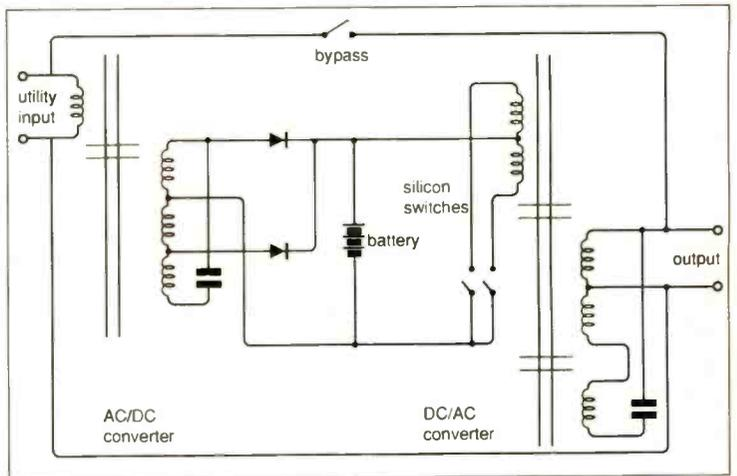 bypass
utility
input
silicon
switches
battery
output
AC/DC
converter
DC/AC
converter